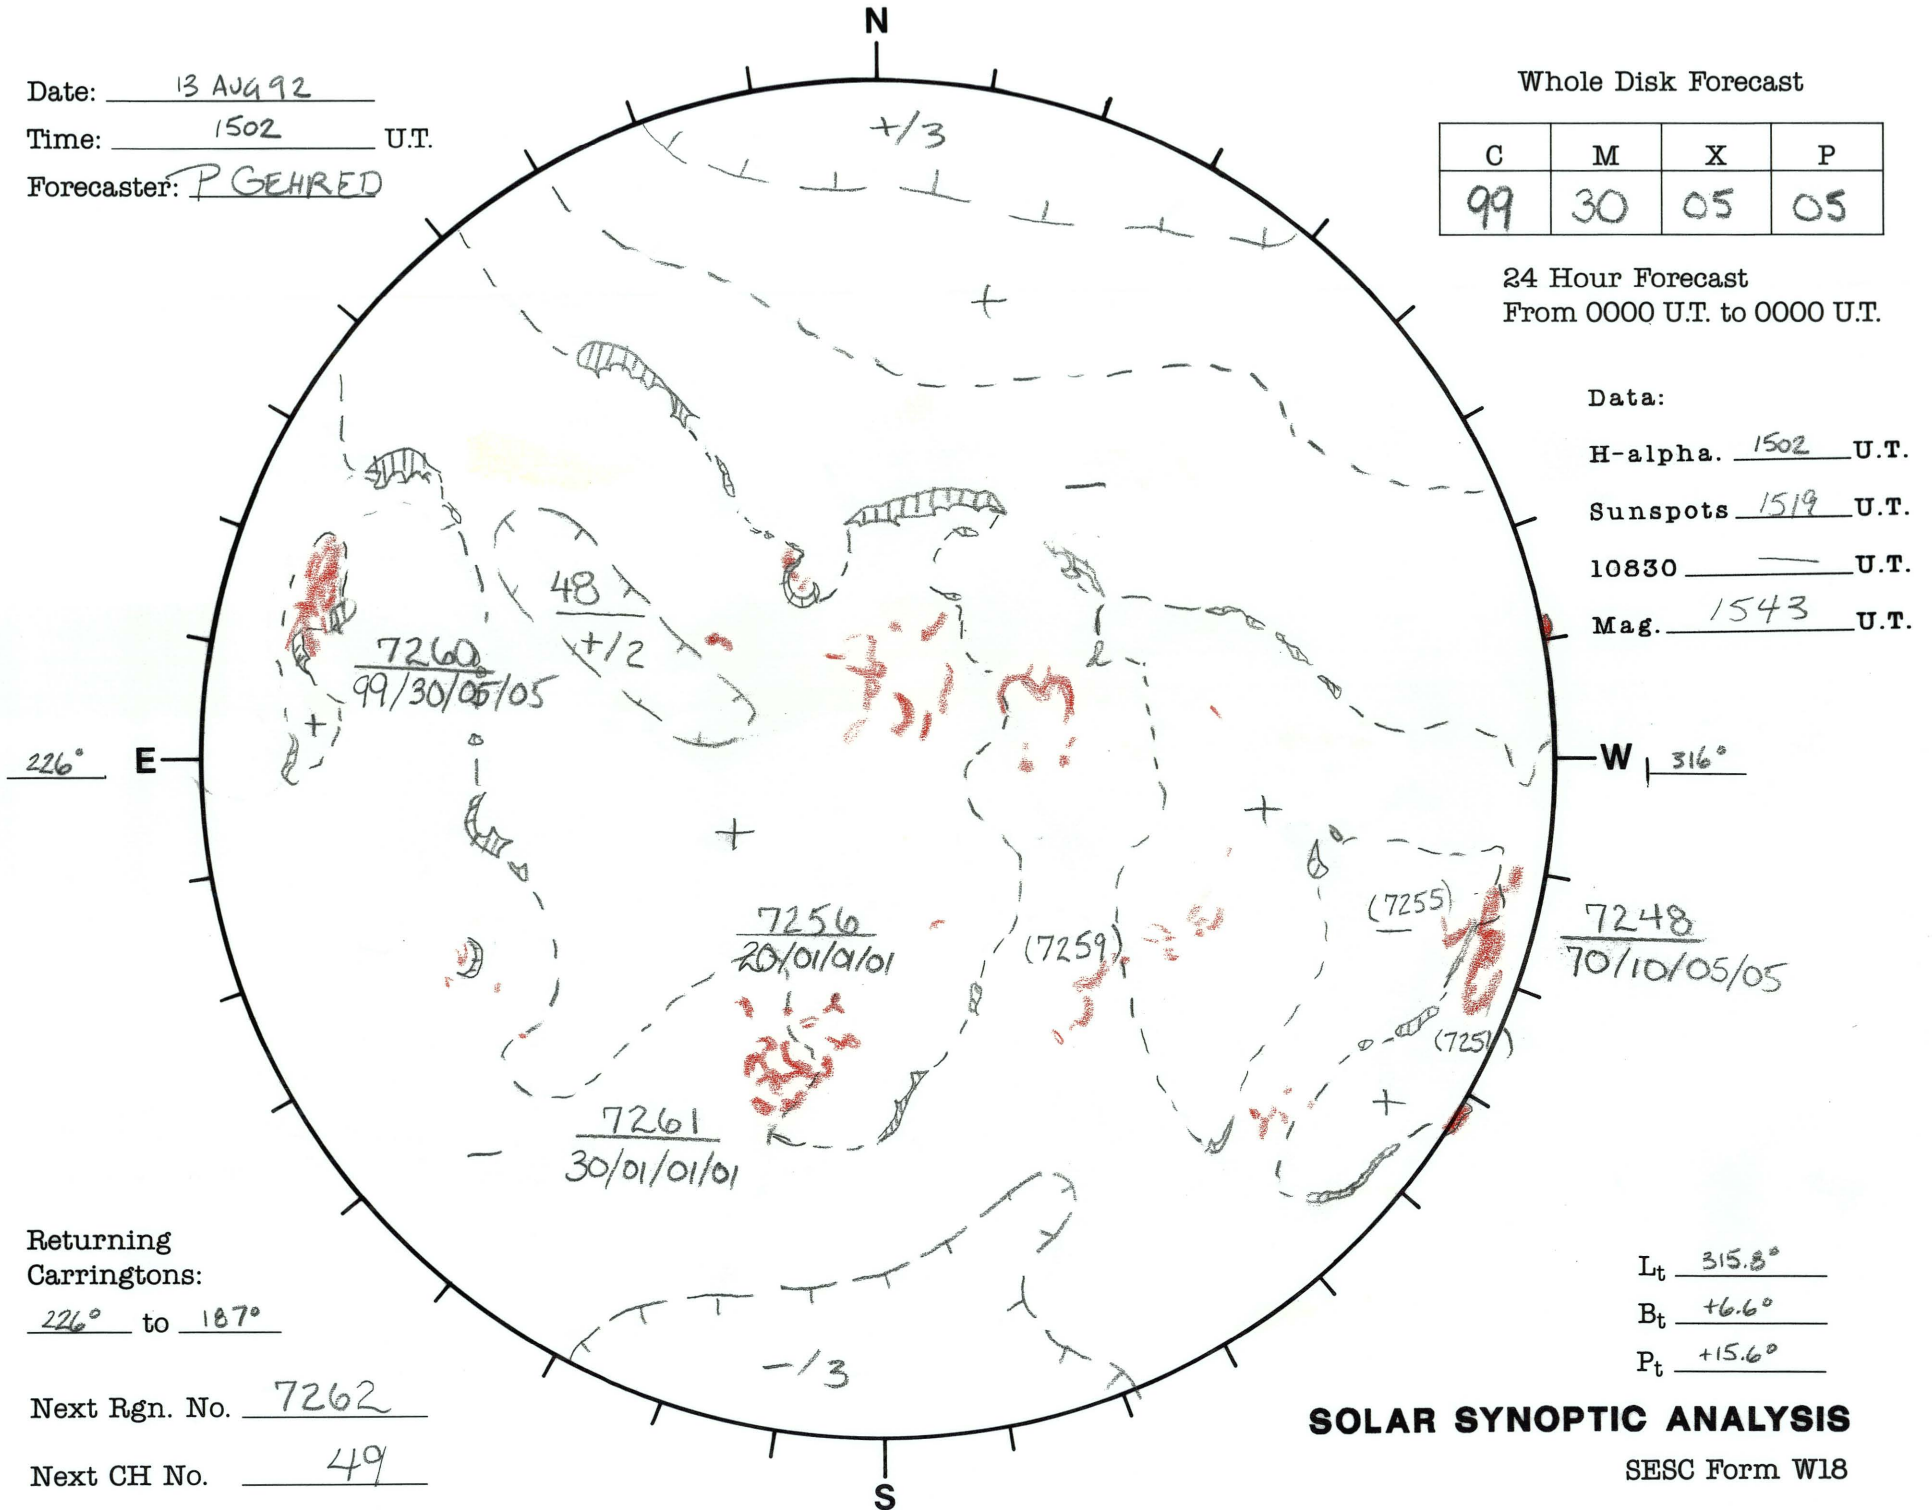 N
Date: 13 AUG 92
Time: 1502 U.T.
Forecaster: P GEHRED
Whole Disk Forecast
C M X P
99 30 05 05
24 Hour Forecast
From 0000 U.T. to 0000 U.T.
Data:
H-alpha. 1502 U.T.
Sunspots 1519 U.T.
10830 — U.T.
Mag. 1543 U.T.
+/3
+
—
48
+/2
7260
99/30/05/05
+
226° E
W 316°
+
+
(7255)
—
7248
70/10/05/05
7256
20/01/01/01
(7259)
(7251)
+
7261
30/01/01/01
—
-/3
Returning
Carringtons:
226° to 187°
Next Rgn. No. 7262
Next CH No. 49
Lt 315.8°
Bt +6.6°
Pt +15.6°
SOLAR SYNOPTIC ANALYSIS
SESC Form W18
S